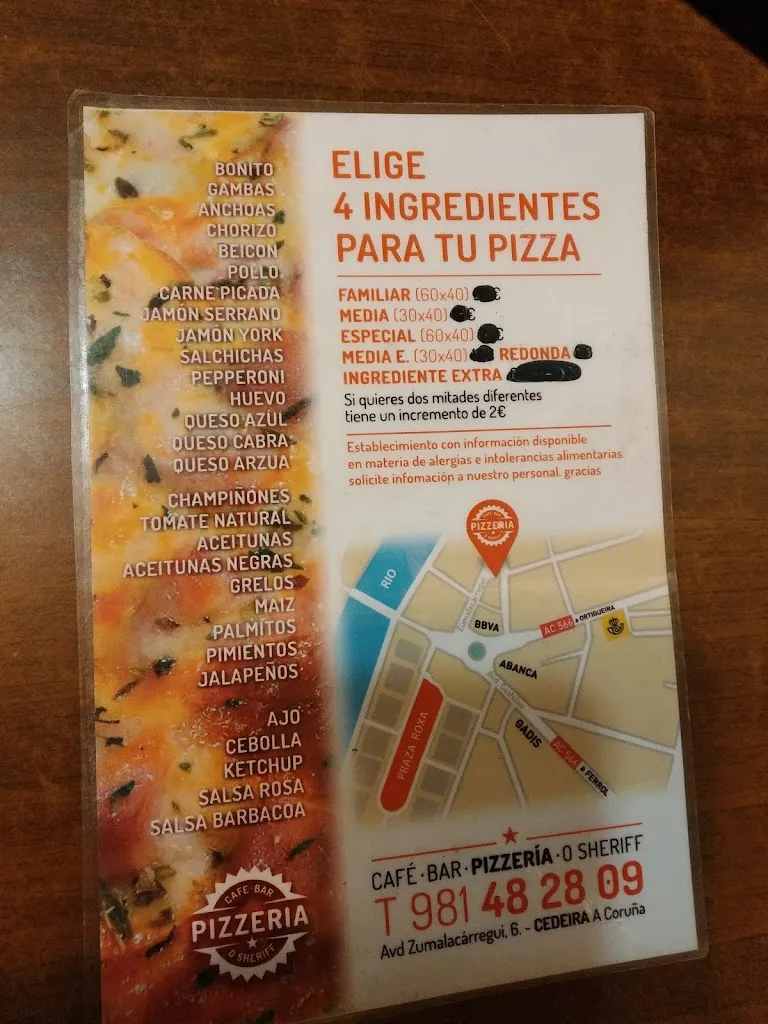 BONITO
GAMBAS
ANCHOAS
CHORIZO
BEICON
POLLO
CARNE PICADA
JAMÓN SERRANO
JAMÓN YORK
SALCHICHAS
PEPPERONI
HUEVO
QUESO AZUL
QUESO CABRA
QUESO ARZUA
CHAMPIÑONES
TOMATE NATURAL
ACEITUNAS
ACEITUNAS NEGRAS
GRELOS
MAIZ
PALMITOS
PIMIENTOS
JALAPEÑOS
AJO
CEBOLLA
KETCHUP
SALSA ROSA
SALSA BARBACOA
CAFÉ BAR
PIZZERIA
O SHERIFF
ELIGE
4 INGREDIENTES
PARA TU PIZZA
FAMILIAR (60x40) €
MEDIA (30x40) €
ESPECIAL (60x40) €
MEDIA E. (30x40) REDONDA
INGREDIENTE EXTRA
Si quieres dos mitades diferentes
tiene un incremento de 2€
Establecimiento con información disponible
en materia de alergias e intolerancias alimentarias.
solicite infomación a nuestro personal. gracias
CAFE BAR
PIZZERIA
O SHERIFF
RIO
Zumalacárregui
BBVA
AC 566 a ORTIGUEIRA
ABANCA
Avd.
PRAZA ROXA
GADIS
AC 566 a FERROL
CAFÉ·BAR·PIZZERÍA·O SHERIFF
T 981 48 28 09
Avd Zumalacárregui, 6. - CEDEIRA A Coruña